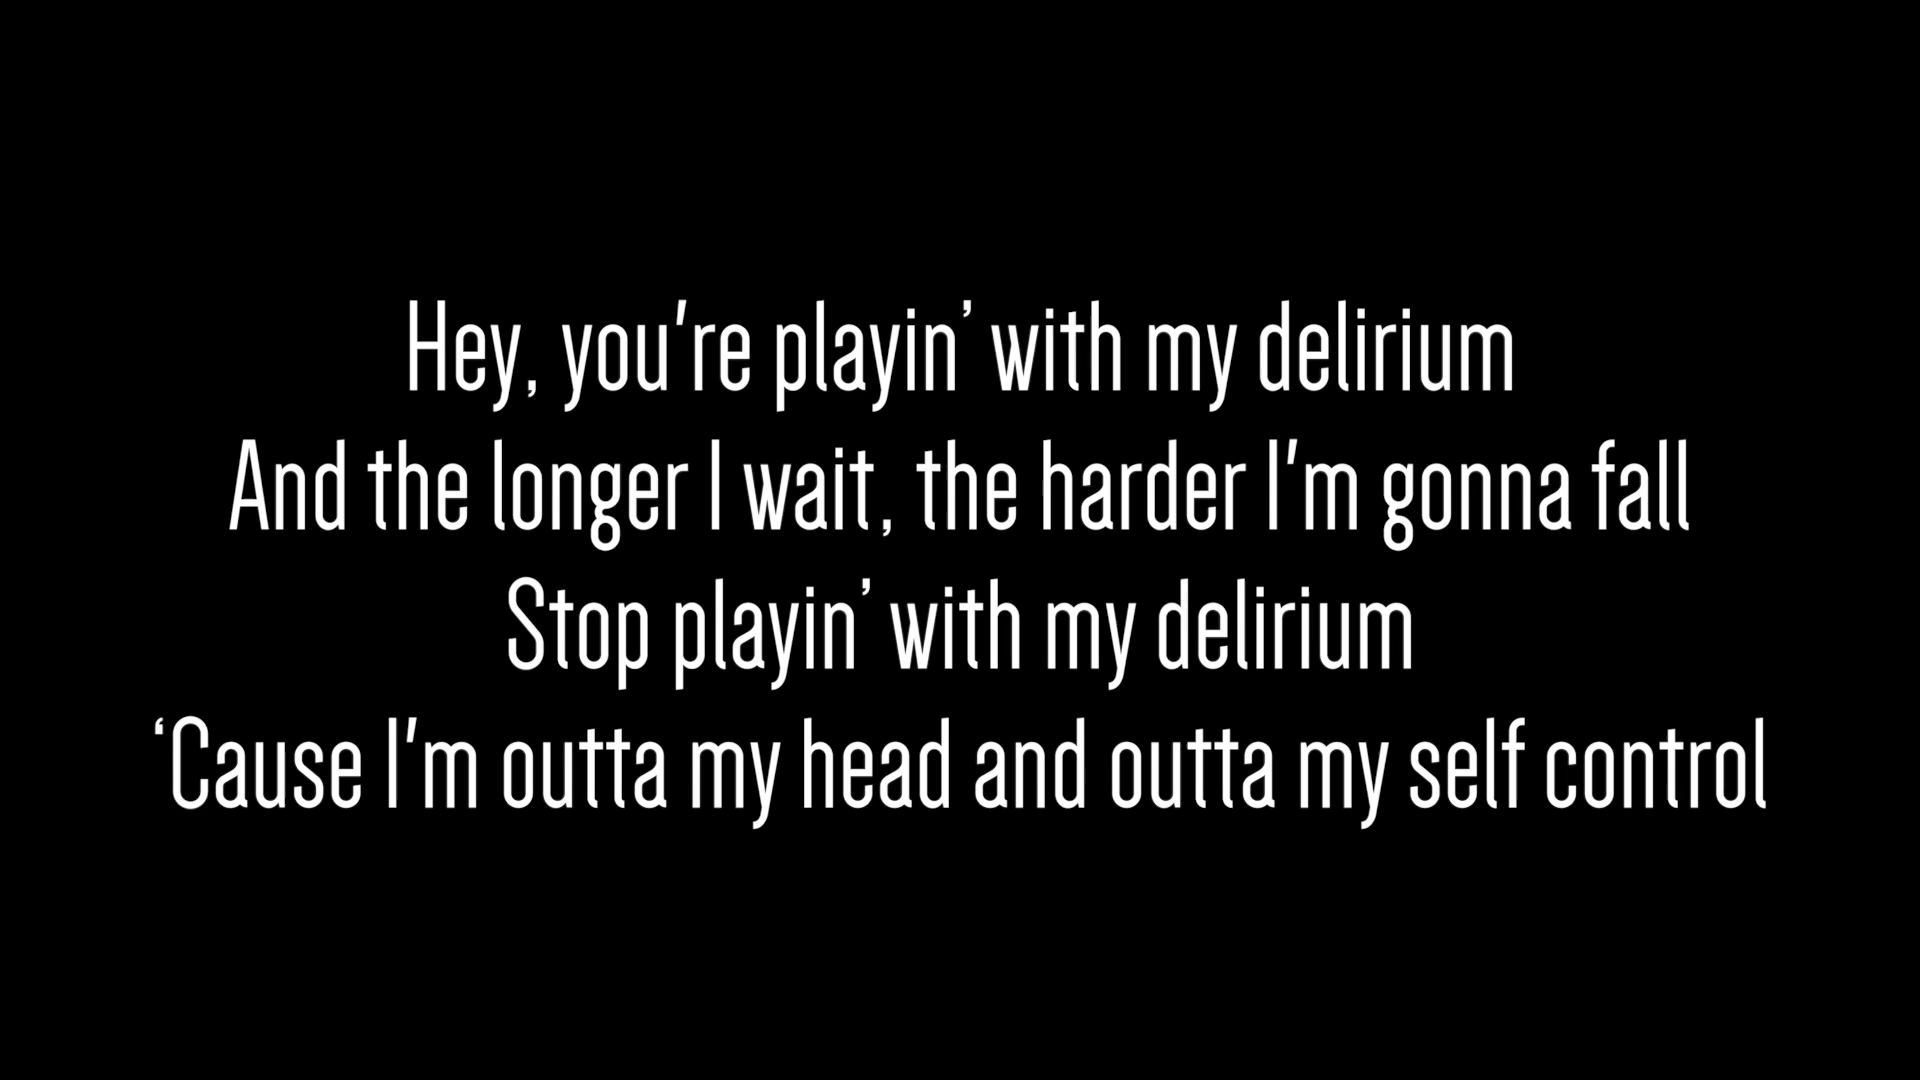 Hey, you're playin’ with my delirium
And the longer I wait, the harder I'm gonna fall
Stop playin’ with my delirium
‘Cause I'm outta my head and outta my self control